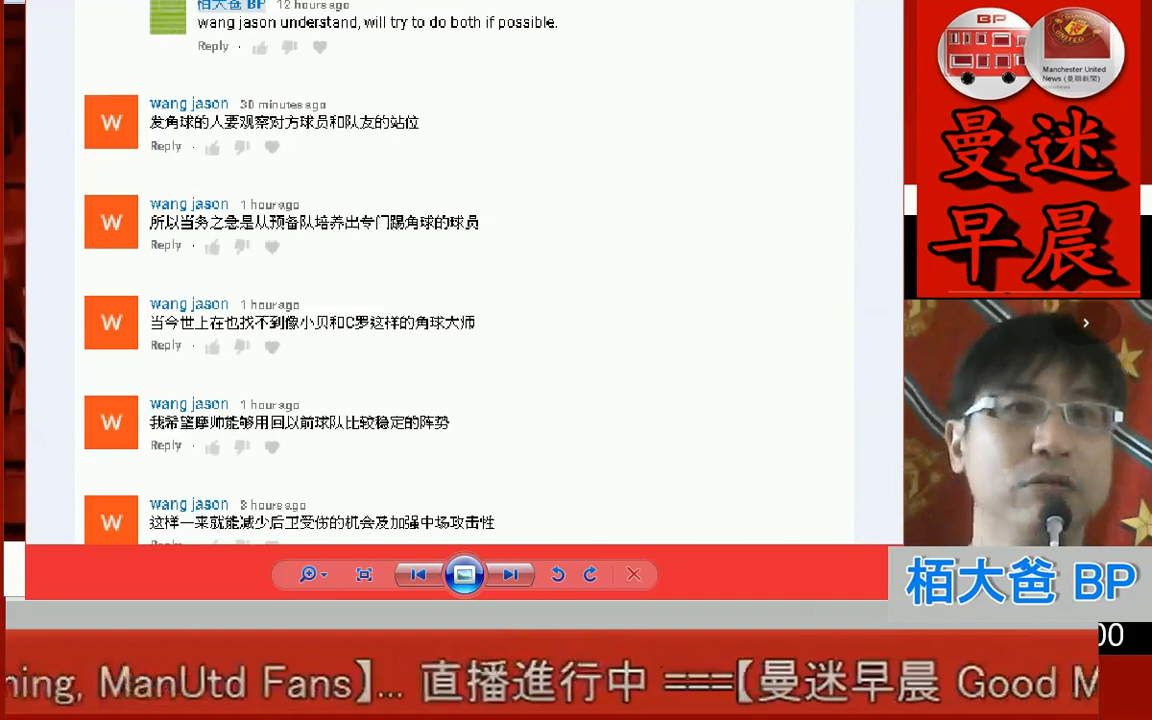 柏大爸 BP 12 hours ago
wang jason understand, will try to do both if possible.
Reply
wang jason 30 minutes ago
发角球的人要观察对方球员和队友的站位
Reply
wang jason 1 hour ago
所以当务之急是从预备队培养出专门踢角球的球员
Reply
wang jason 1 hour ago
当今世上在也找不到像小贝和C罗这样的角球大师
Reply
wang jason 1 hour ago
我希望摩帅能够用回以前球队比较稳定的阵势
Reply
wang jason 3 hours ago
这样一来就能减少后卫受伤的机会及加强中场攻击性
W
W
W
W
W
BP
MANCHESTER
UNITED
Manchester United
News (曼聯新聞)
曼迷
早晨
栢大爸 BP
00
ning, ManUtd Fans】... 直播進行中 ===【曼迷早晨 Good M